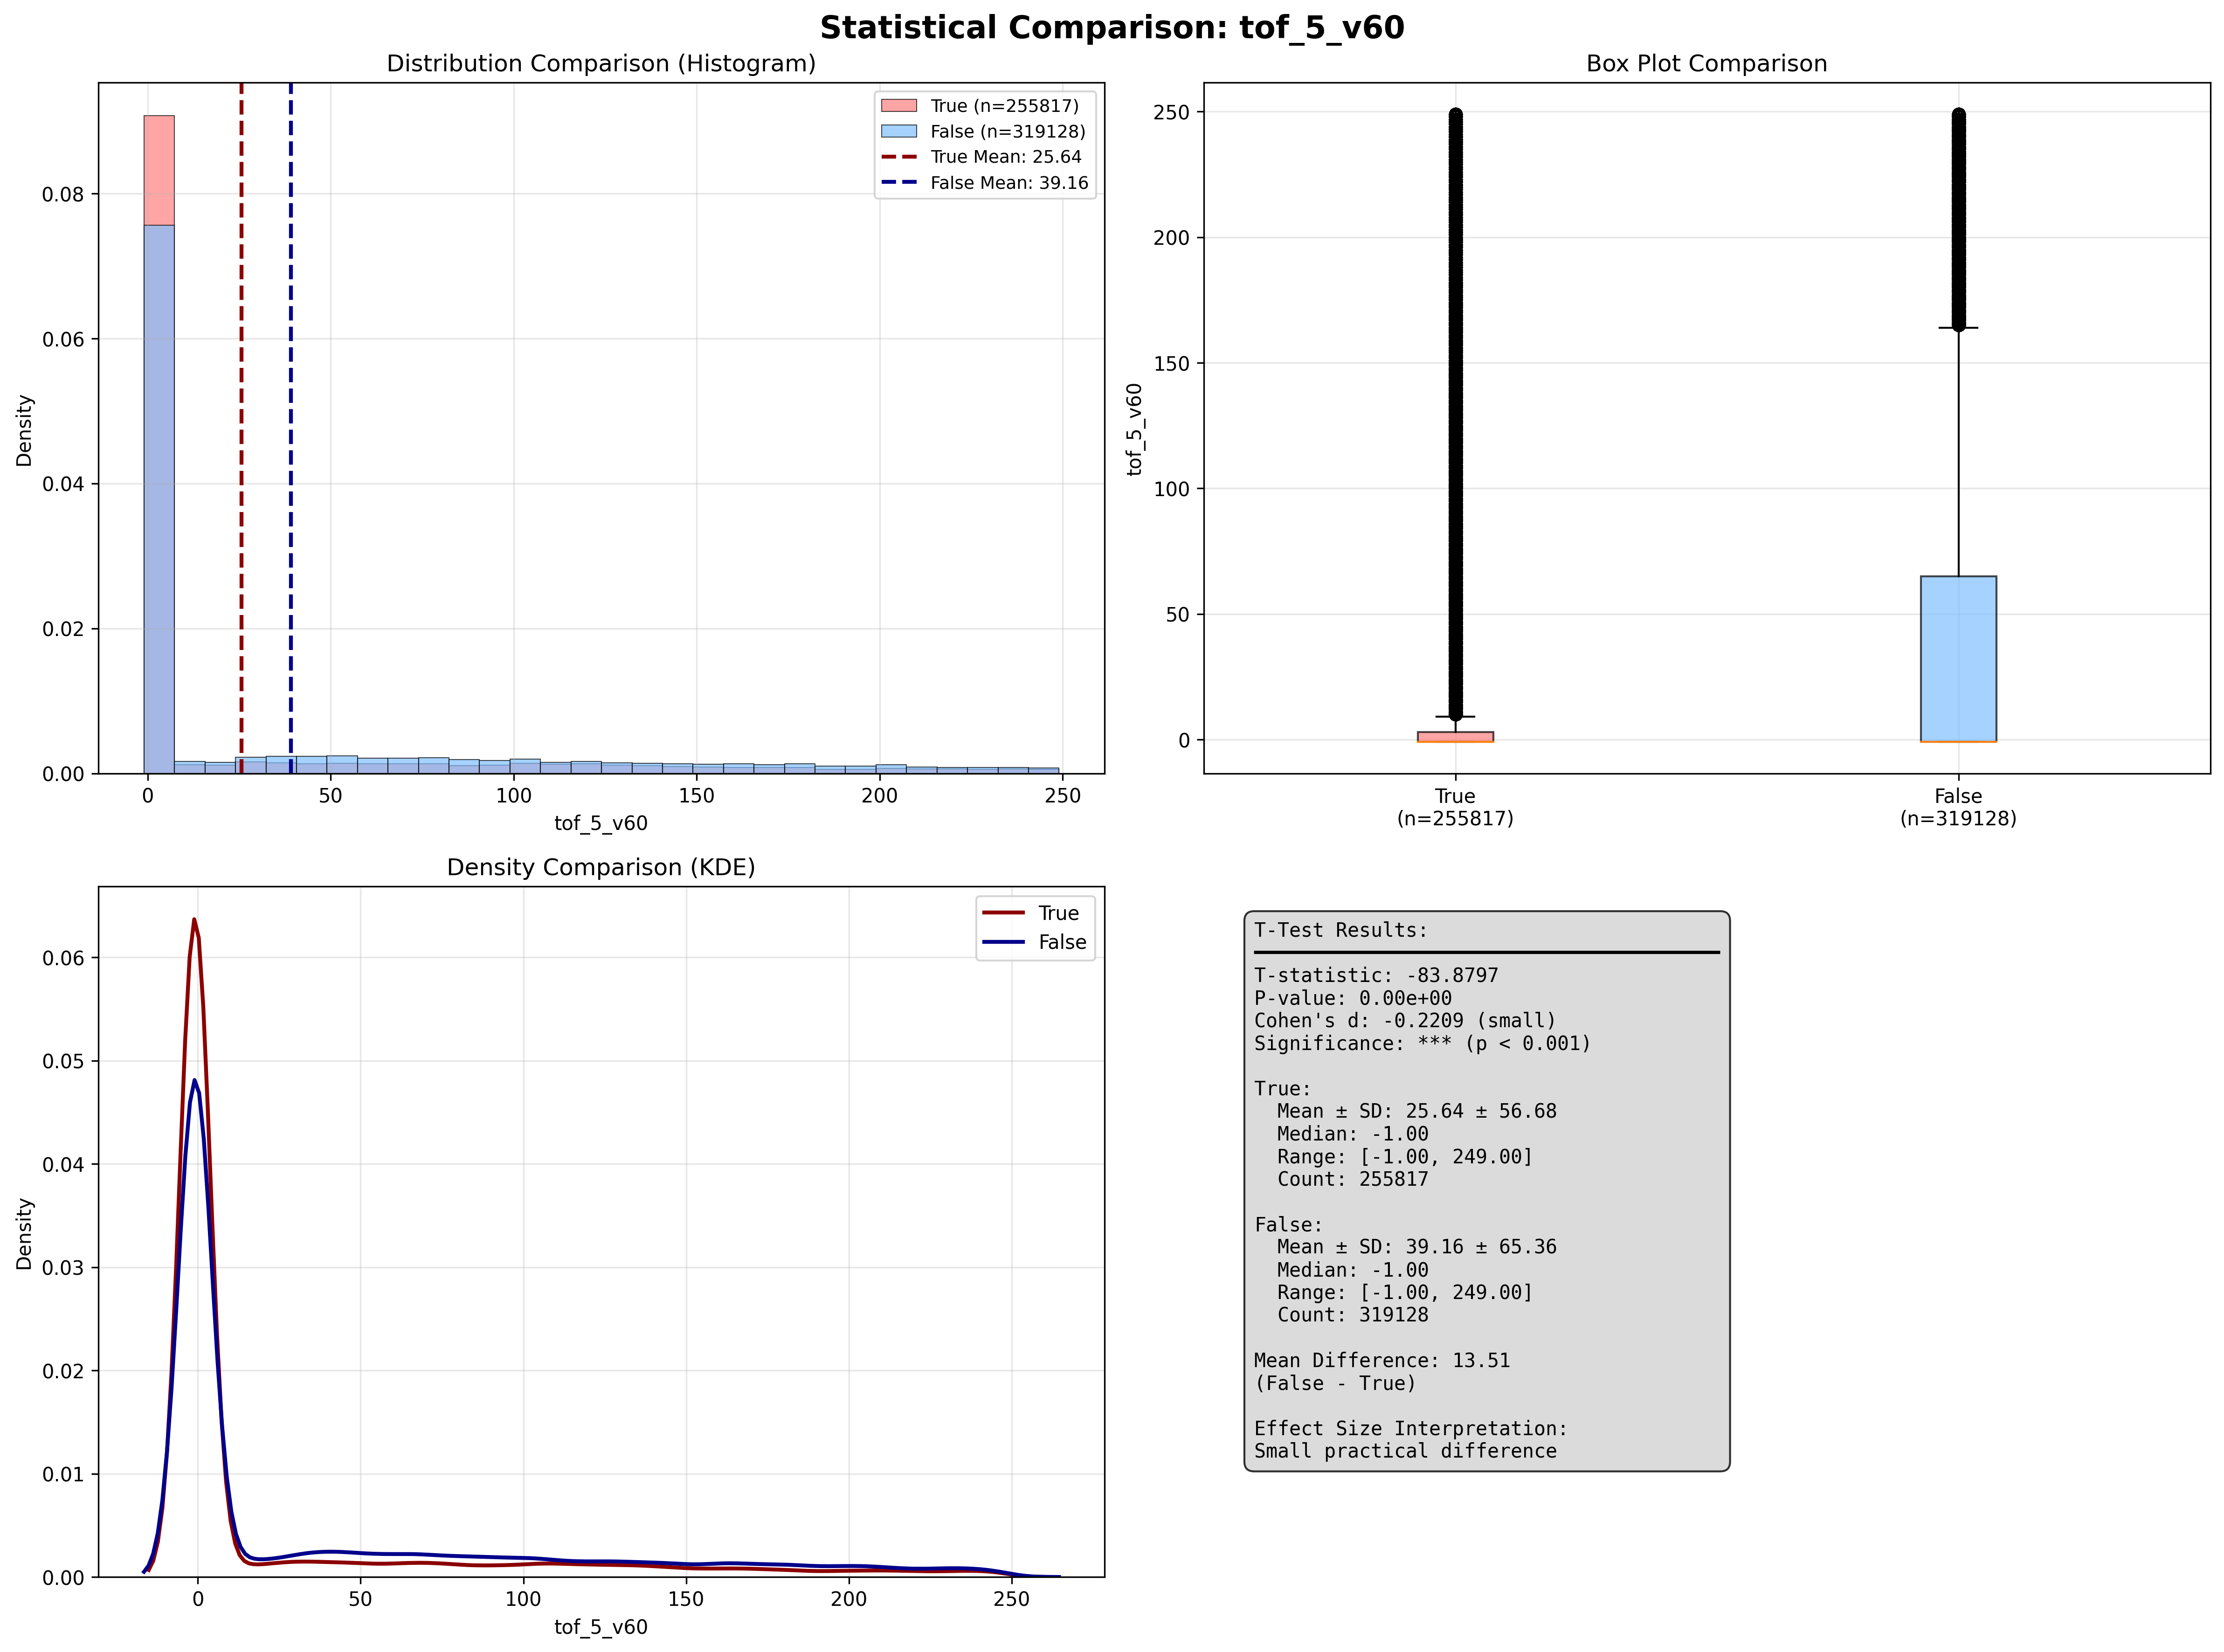 Statistical Comparison: tof_5_v60
Distribution Comparison (Histogram)
Density
0.08
0.06
0.04
0.02
0.00
0 50 100 150 200 250
tof_5_v60
True (n=255817)
False (n=319128)
True Mean: 25.64
False Mean: 39.16
Box Plot Comparison
tof_5_v60
250
200
150
100
50
0
True False
(n=255817) (n=319128)
Density Comparison (KDE)
Density
0.06
0.05
0.04
0.03
0.02
0.01
0.00
0 50 100 150 200 250
tof_5_v60
True
False
T-Test Results:
T-statistic: -83.8797
P-value: 0.00e+00
Cohen's d: -0.2209 (small)
Significance: *** (p < 0.001)
True:
Mean ± SD: 25.64 ± 56.68
Median: -1.00
Range: [-1.00, 249.00]
Count: 255817
False:
Mean ± SD: 39.16 ± 65.36
Median: -1.00
Range: [-1.00, 249.00]
Count: 319128
Mean Difference: 13.51
(False - True)
Effect Size Interpretation:
Small practical difference